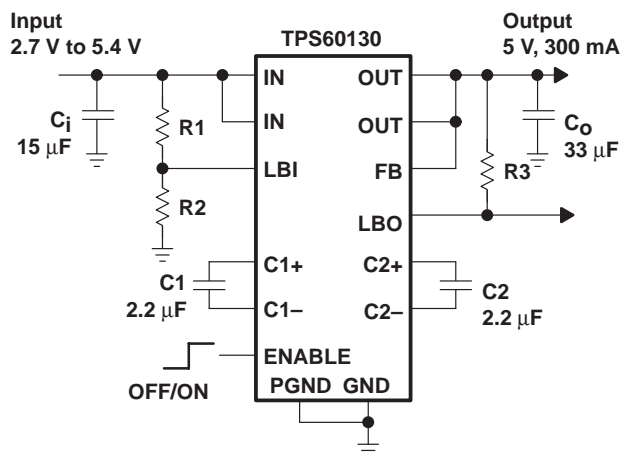 Input
2.7 V to 5.4 V
TPS60130
Output
5 V, 300 mA
IN
OUT
Ci
15 µF
R1
IN
OUT
Co
33 µF
LBI
FB
R3
R2
LBO
C1
2.2 µF
C1+
C2+
C1–
C2–
C2
2.2 µF
ENABLE
OFF/ON
PGND GND